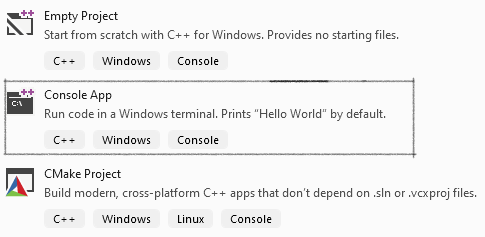 Empty Project
Start from scratch with C++ for Windows. Provides no starting files.
C++ Windows Console
C:\
Console App
Run code in a Windows terminal. Prints “Hello World” by default.
C++ Windows Console
CMake Project
Build modern, cross-platform C++ apps that don’t depend on .sln or .vcxproj files.
C++ Windows Linux Console